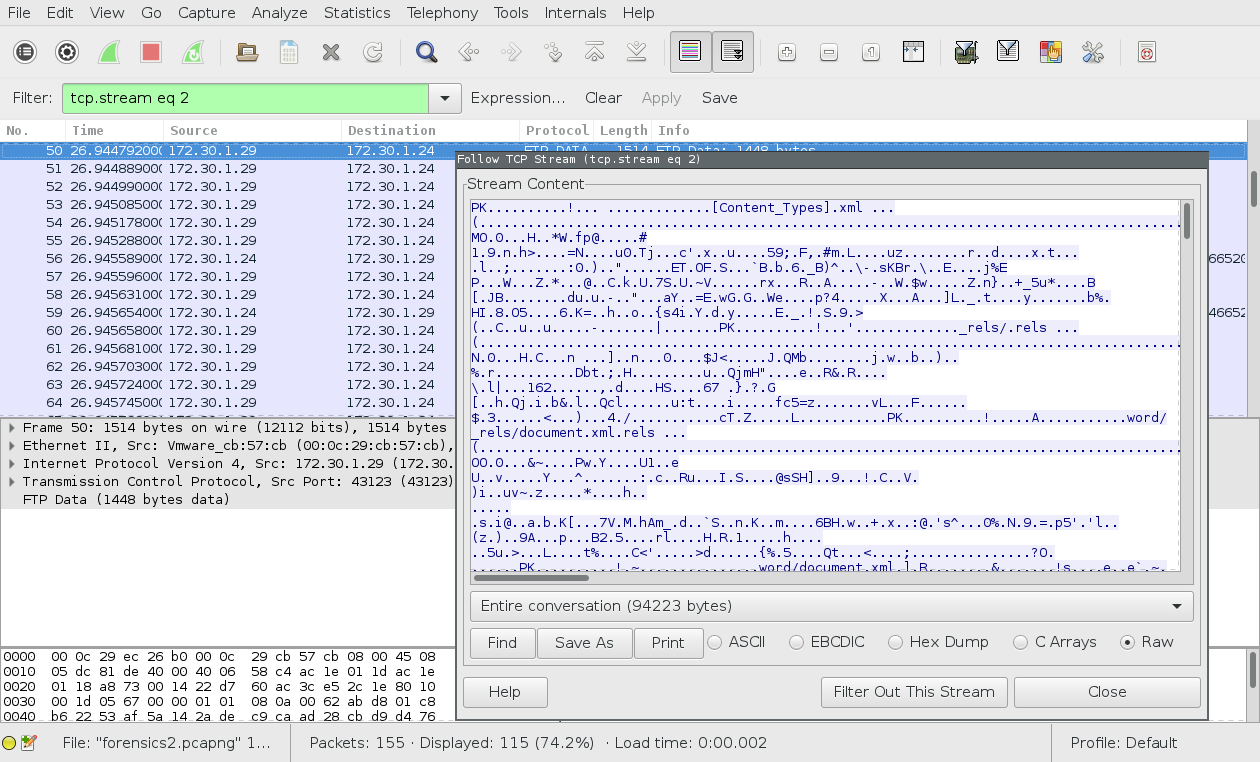 File Edit View Go Capture Analyze Statistics Telephony Tools Internals Help
Filter: tcp.stream eq 2 Expression... Clear Apply Save
No. Time Source Destination Protocol Length Info
50 26.944792000 172.30.1.29 172.30.1.24 FTP-DATA 1514 FTP Data: 1448 bytes
51 26.944889000 172.30.1.29 172.30.1.24
52 26.944990000 172.30.1.29 172.30.1.24
53 26.945085000 172.30.1.29 172.30.1.24
54 26.945178000 172.30.1.29 172.30.1.24
55 26.945288000 172.30.1.29 172.30.1.24
56 26.945589000 172.30.1.24 172.30.1.29
57 26.945596000 172.30.1.29 172.30.1.24
58 26.945631000 172.30.1.29 172.30.1.24
59 26.945654000 172.30.1.24 172.30.1.29
60 26.945658000 172.30.1.29 172.30.1.24
61 26.945681000 172.30.1.29 172.30.1.24
62 26.945703000 172.30.1.29 172.30.1.24
63 26.945724000 172.30.1.29 172.30.1.24
64 26.945745000 172.30.1.29 172.30.1.24
Frame 50: 1514 bytes on wire (12112 bits), 1514 bytes
Ethernet II, Src: Vmware_cb:57:cb (00:0c:29:cb:57:cb),
Internet Protocol Version 4, Src: 172.30.1.29 (172.30.
Transmission Control Protocol, Src Port: 43123 (43123)
FTP Data (1448 bytes data)
0000 00 0c 29 ec 26 b0 00 0c 29 cb 57 cb 08 00 45 08
0010 05 dc 81 de 40 00 40 06 58 c4 ac 1e 01 1d ac 1e
0020 01 18 a8 73 00 14 22 d7 60 ac 3c e5 2c 1e 80 10
0030 00 1d 05 67 00 00 01 01 08 0a 00 62 ab d8 01 c8
0040 b6 22 53 af 5a 14 2a de c9 ca ad 28 cb d9 d4 76
Follow TCP Stream (tcp.stream eq 2)
Stream Content
PK..........!... .............[Content_Types].xml ...
MO.O...H..*W.fp@.....#
1.9.n.h>....=N....uO.Tj...c'.x..u....59;.F,.#m.L....uz........r..d....x.t...
.l..;......:O.)..".....ET.OF.S...`B.b.6._B)^..\-.sKBr.\..E....j%E
P...W...Z.*...@..C.k.U.7S.U.~V......rx...R..A.....-..W.$w.....Z.n}..+_5u*....B
[.JB........du.u.-.."...aY..=E.wG.G..We....p?4.....X...A...]L._.t....y.......b%.
HI.8.05....6.K=..h..o..{s4i.Y.d.y.....E._.!.S.9.>
(..C..u..u.....-.......|.......PK..........!...'............._rels/.rels ...
N.O...H.C...n ...]..n...O....$J<.....J.QMb........j.w..b..)..
%.r..........Dbt.;.H.........u..QjmH"....e..R&.R....
\.l|...162........d....HS....67 .}.?.G
[..h.Qj.i.b&.l..Qcl.......u:t....i.....fc5=z.......vL...F......
$.3.....<...)...4./...........cT.Z.....L...........PK..........!.....A...........word/
_rels/document.xml.rels ...
OO.O...&~....Pw.Y....U1..e
U..v.....Y...^.......:.c..Ru...I.S....@sSH]..9...!.C..V.
)i..uv~.z.....*....h..
.....
.s.i@..a.b.K[...7V.M.hAm_.d..`S..n.K..m....6BH.w..+.x..:@.'s^...O%.N.9.=.p5'.'l..
(z.)..9A...p...B2.5....rl....H.R.1.....h....
..5u.>...L....t%....C<'.....>d......{%.5....Qt...<....;...............?O.
......PK..........!.~...............word/document.xml.].R........&.......!s....e..e`.~.
Entire conversation (94223 bytes)
Find Save As Print ASCII EBCDIC Hex Dump C Arrays Raw
Help Filter Out This Stream Close
File: "forensics2.pcapng" 1... Packets: 155 · Displayed: 115 (74.2%) · Load time: 0:00.002 Profile: Default